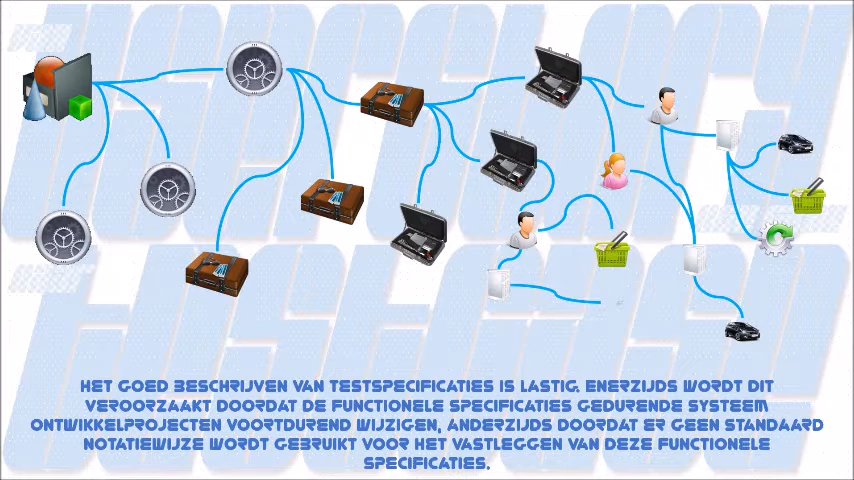 HET GOED BESCHRIJVEN VAN TESTSPECIFICATIES IS LASTIG. ENERZIJDS WORDT DIT
VEROORZAAKT DOORDAT DE FUNCTIONELE SPECIFICATIES GEDURENDE SYSTEEM
ONTWIKKELPROJECTEN VOORTDUREND WIJZIGEN, ANDERZIJDS DOORDAT ER GEEN STANDAARD
NOTATIEWIJZE WORDT GEBRUIKT VOOR HET VASTLEGGEN VAN DEZE FUNCTIONELE
SPECIFICATIES.